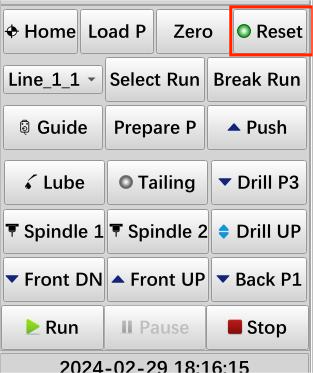 Home Load P Zero Reset
Line_1_1 Select Run Break Run
Guide Prepare P Push
Lube Tailing Drill P3
Spindle 1 Spindle 2 Drill UP
Front DN Front UP Back P1
Run Pause Stop
2024-02-29 18:16:15